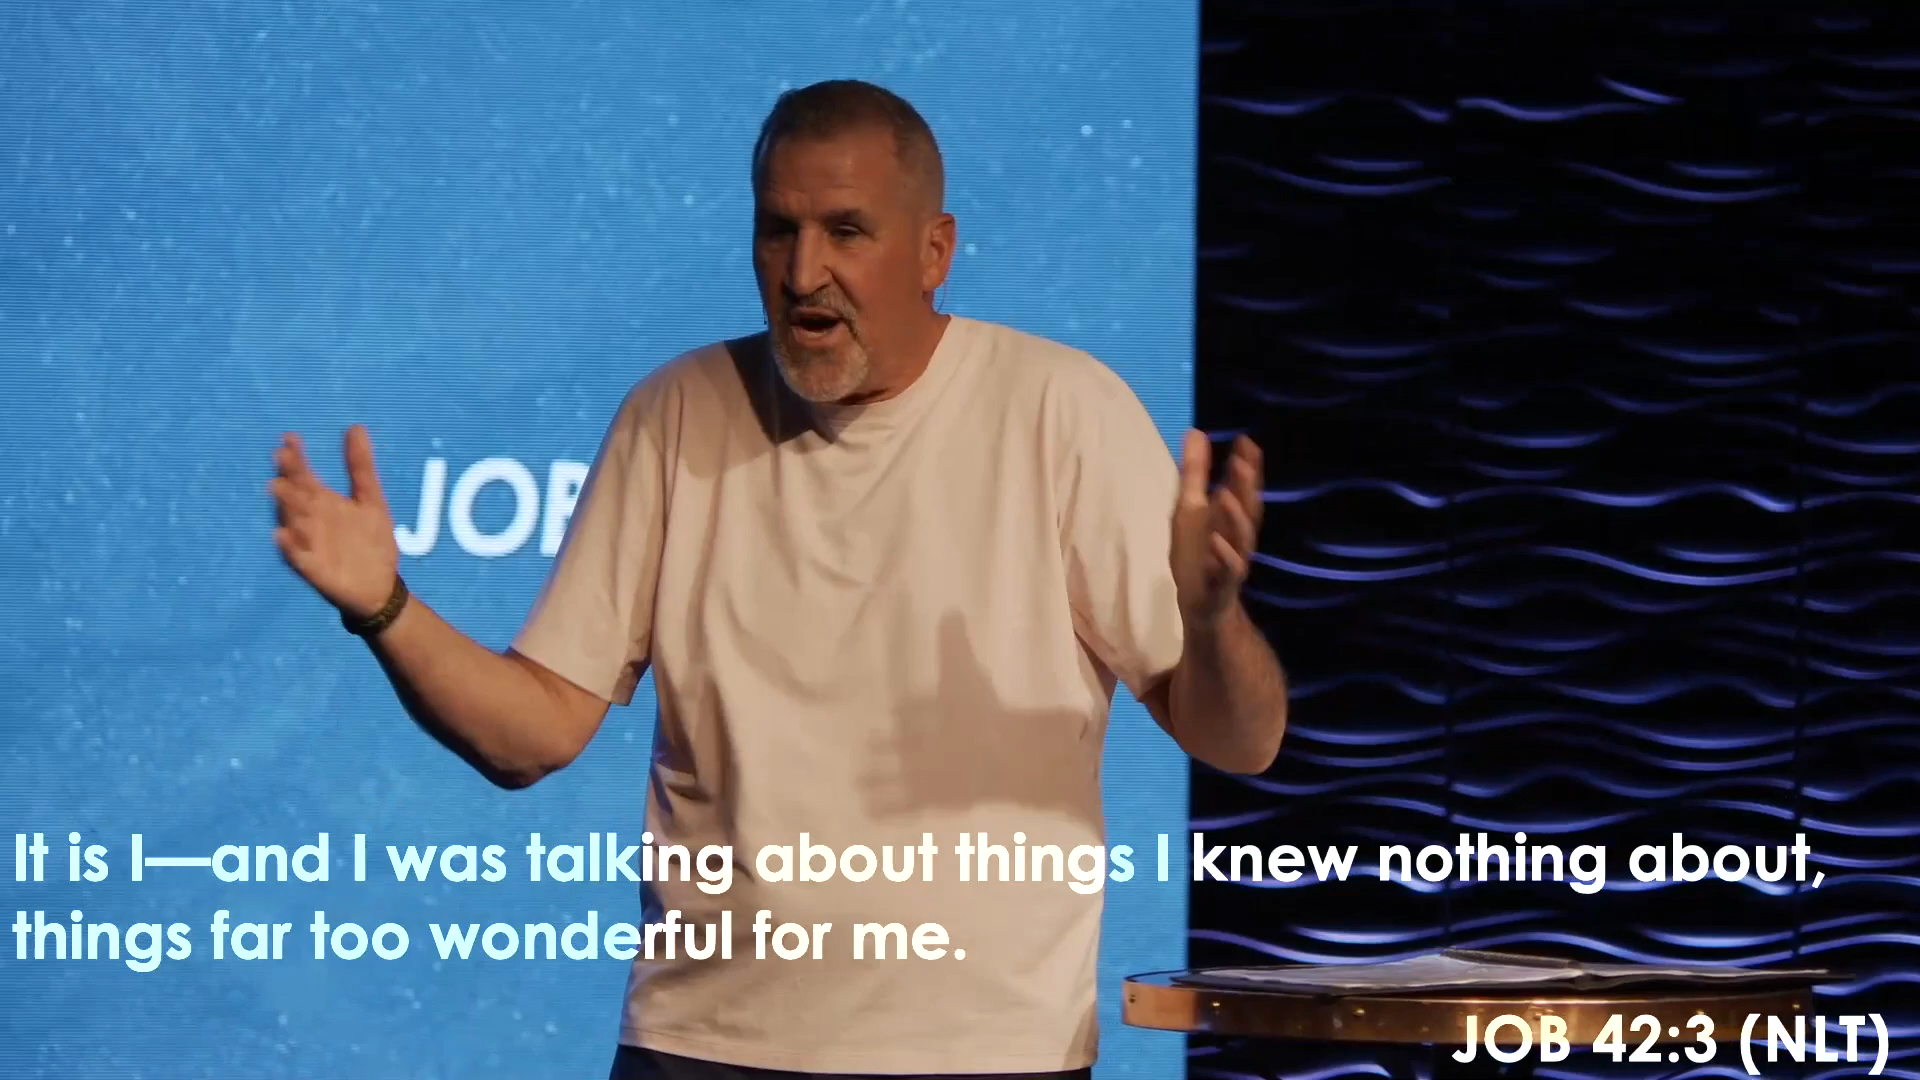 JOB
It is I—and I was talking about things I knew nothing about,
things far too wonderful for me.
JOB 42:3 (NLT)